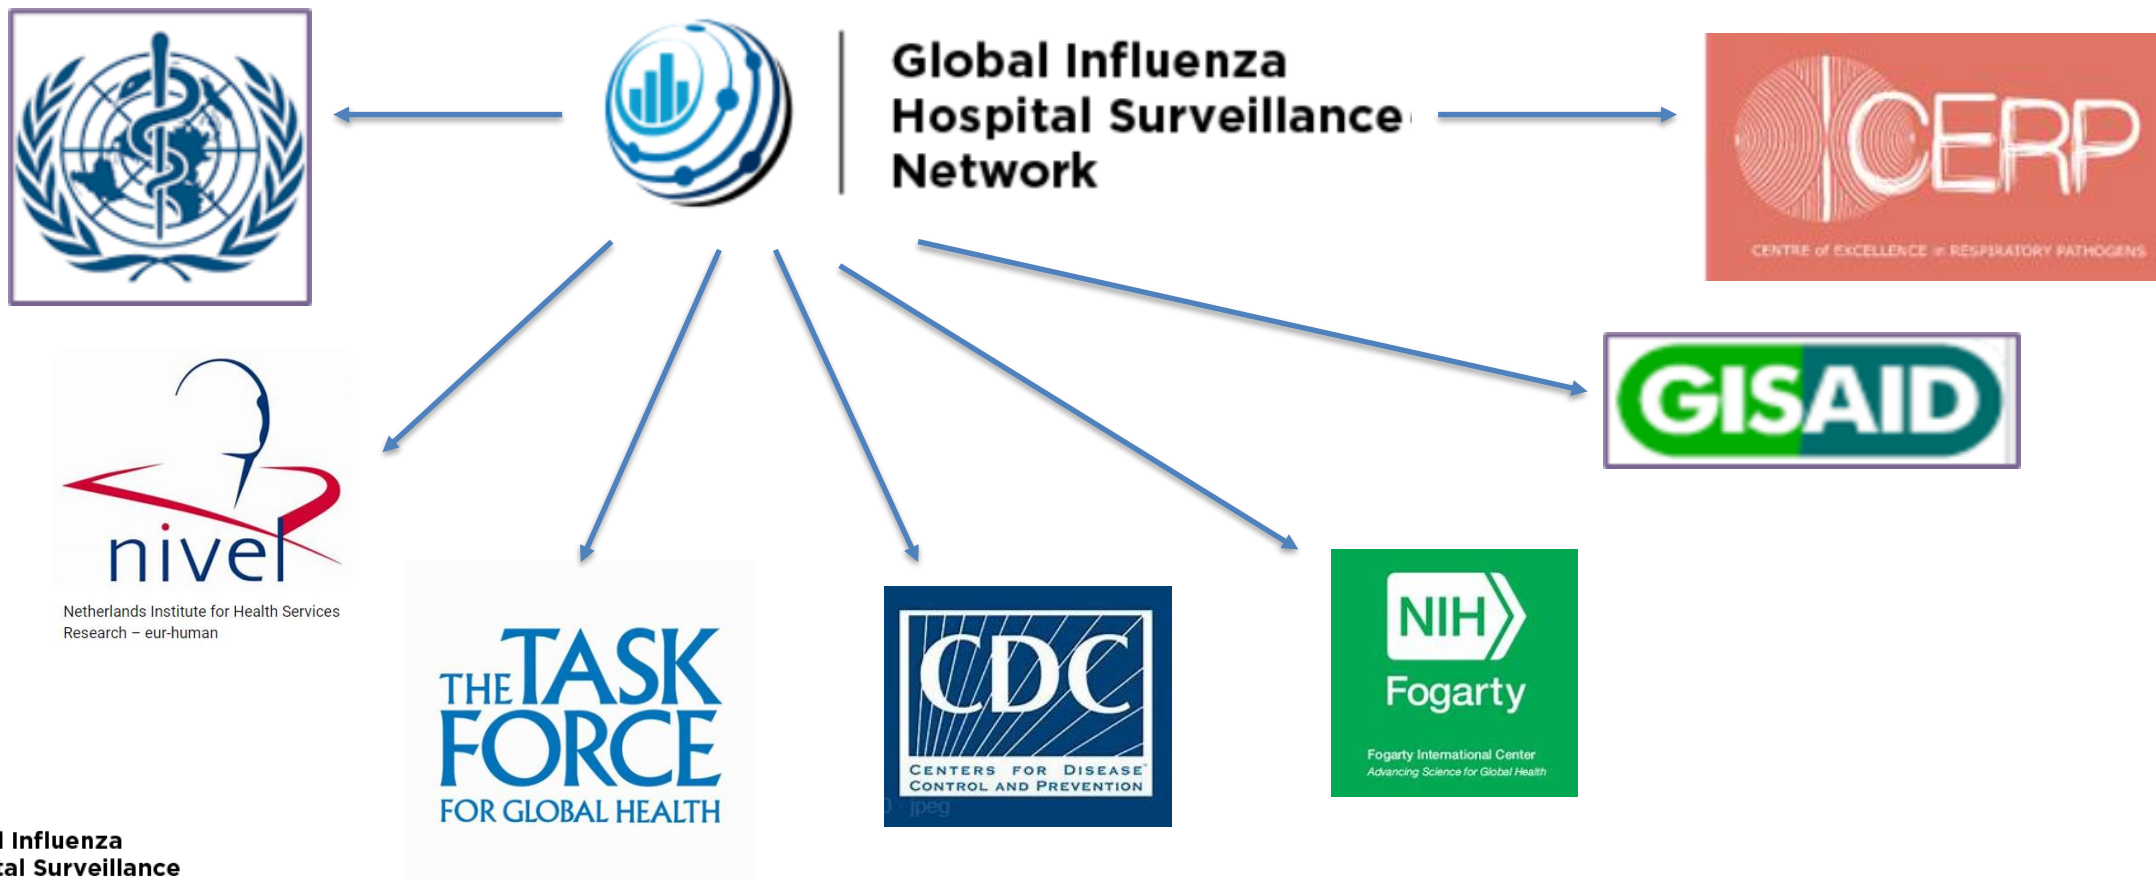 Global Influenza
Hospital Surveillance
Network
CERP
CENTRE of EXCELLENCE in RESPIRATORY PATHOGENS
GISAID
nivel
Netherlands Institute for Health Services
Research – eur-human
THE TASK
FORCE
FOR GLOBAL HEALTH
CDC
CENTERS FOR DISEASE
CONTROL AND PREVENTION
jpeg
NIH
Fogarty
Fogarty International Center
Advancing Science for Global Health
l Influenza
tal Surveillance